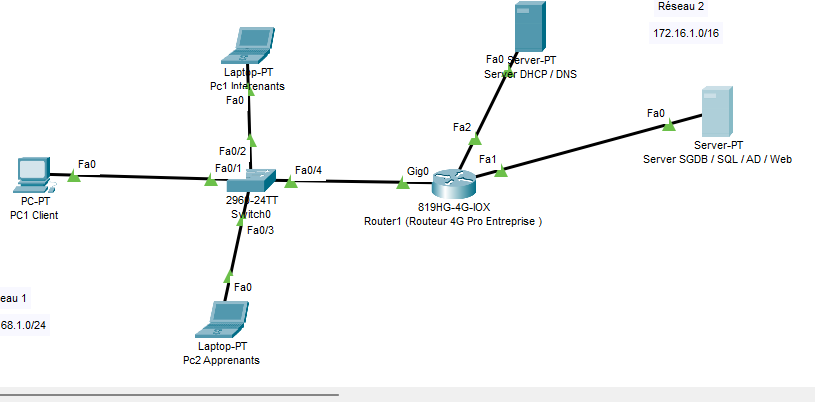 Réseau 2
172.16.1.0/16
Fa0
Server-PT
Server DHCP / DNS
Laptop-PT
Pc1 Intervenants
Fa0
Fa0
Server-PT
Server SGDB / SQL / AD / Web
Fa2
Fa1
Fa0/2
Fa0
Fa0/1
Fa0/4
Gig0
PC-PT
PC1 Client
2960-24TT
Switch0
Fa0/3
819HG-4G-IOX
Router1 (Routeur 4G Pro Entreprise )
Fa0
eau 1
68.1.0/24
Laptop-PT
Pc2 Apprenants